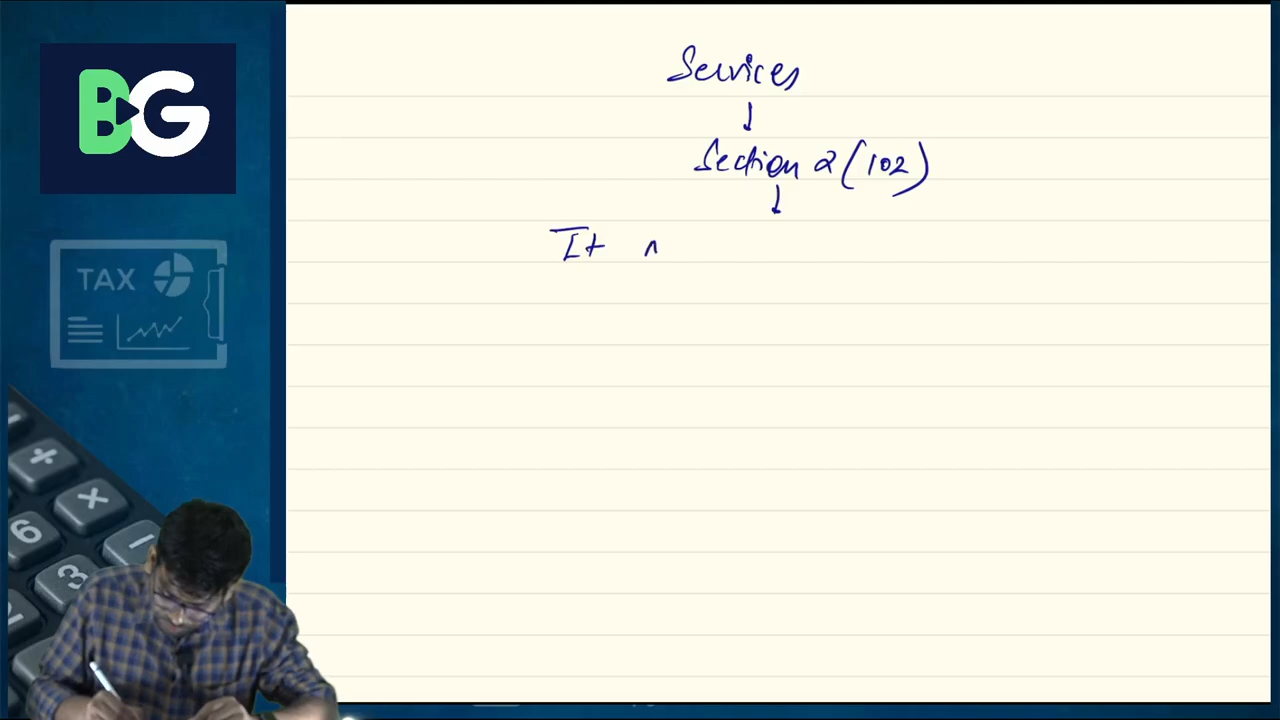 BG
TAX
Services
Section 2(102)
It